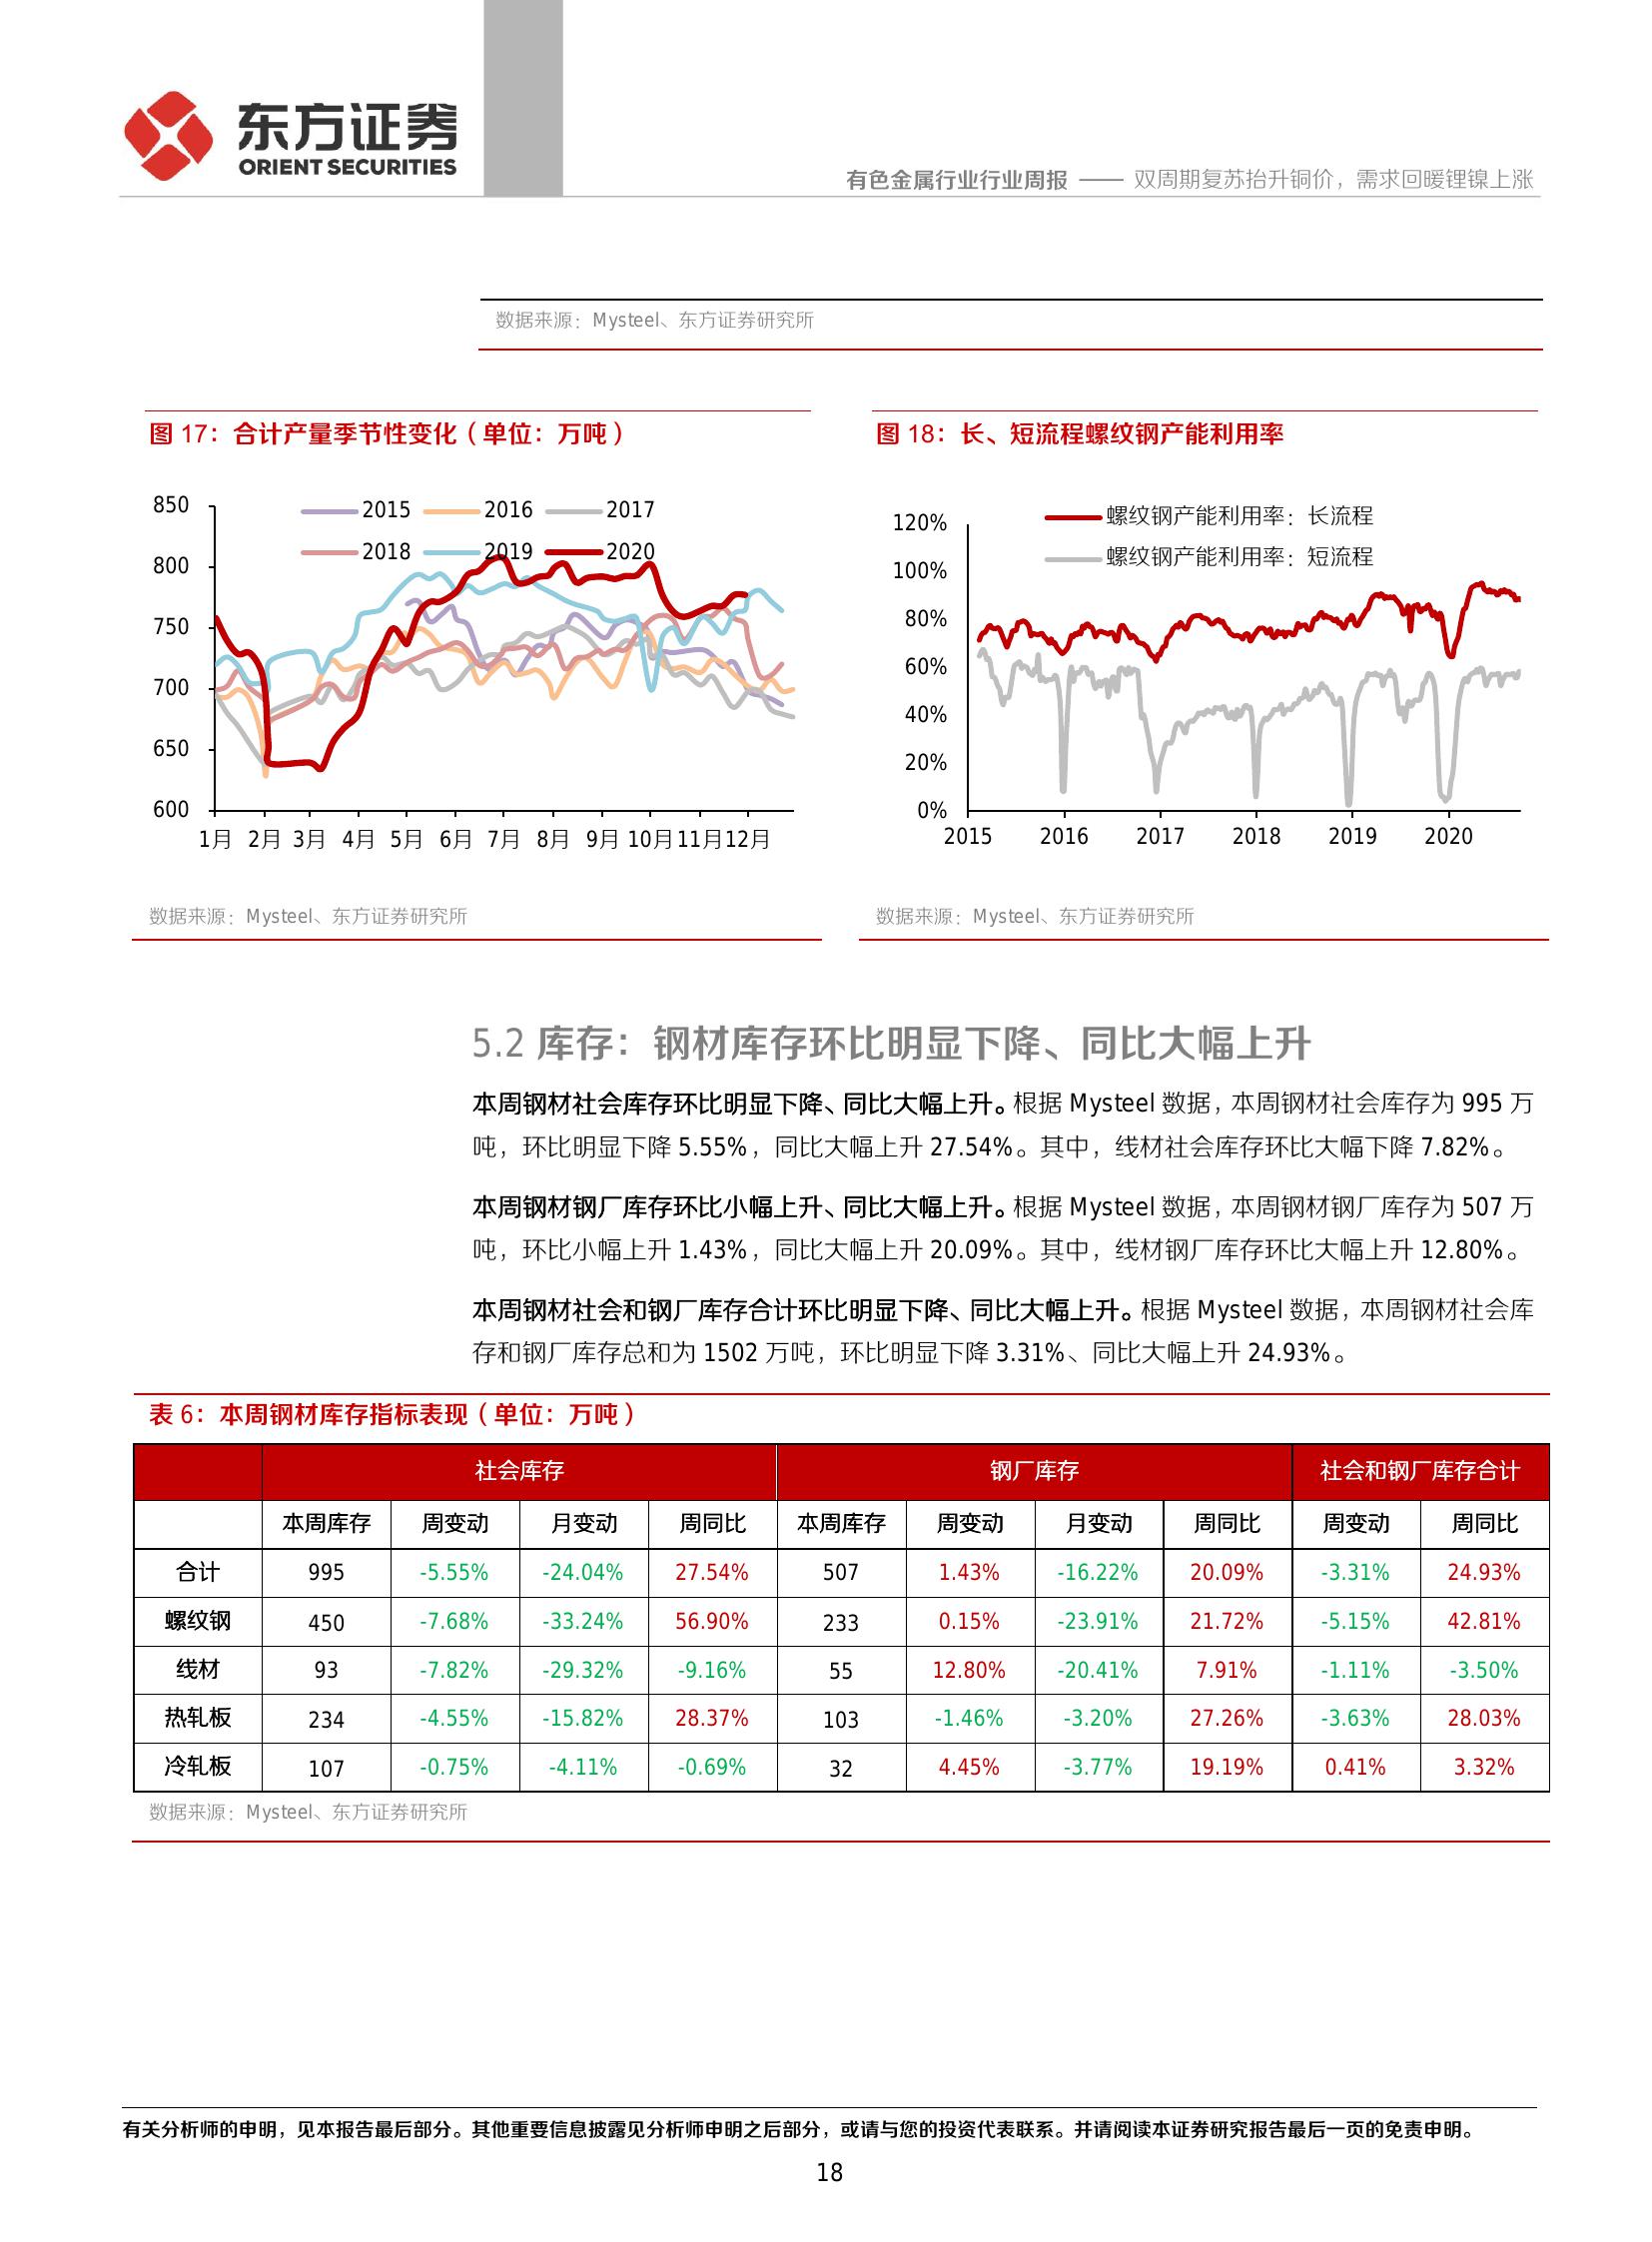 东方证券
ORIENT SECURITIES
有色金属行业行业周报 —— 双周期复苏抬升铜价，需求回暖锂镍上涨
数据来源：Mysteel、东方证券研究所
图 17：合计产量季节性变化（单位：万吨）
850
800
750
700
650
600
2015 2016 2017
2018 2019 2020
1月 2月 3月 4月 5月 6月 7月 8月 9月 10月 11月 12月
数据来源：Mysteel、东方证券研究所
图 18：长、短流程螺纹钢产能利用率
120%
100%
80%
60%
40%
20%
0%
螺纹钢产能利用率：长流程
螺纹钢产能利用率：短流程
2015 2016 2017 2018 2019 2020
数据来源：Mysteel、东方证券研究所
5.2 库存：钢材库存环比明显下降、同比大幅上升
本周钢材社会库存环比明显下降、同比大幅上升。根据 Mysteel 数据，本周钢材社会库存为 995 万
吨，环比明显下降 5.55%，同比大幅上升 27.54%。其中，线材社会库存环比大幅下降 7.82%。
本周钢材钢厂库存环比小幅上升、同比大幅上升。根据 Mysteel 数据，本周钢材钢厂库存为 507 万
吨，环比小幅上升 1.43%，同比大幅上升 20.09%。其中，线材钢厂库存环比大幅上升 12.80%。
本周钢材社会和钢厂库存合计环比明显下降、同比大幅上升。根据 Mysteel 数据，本周钢材社会库
存和钢厂库存总和为 1502 万吨，环比明显下降 3.31%、同比大幅上升 24.93%。
表 6：本周钢材库存指标表现（单位：万吨）
社会库存 钢厂库存 社会和钢厂库存合计
本周库存 周变动 月变动 周同比 本周库存 周变动 月变动 周同比 周变动 周同比
合计 995 -5.55% -24.04% 27.54% 507 1.43% -16.22% 20.09% -3.31% 24.93%
螺纹钢 450 -7.68% -33.24% 56.90% 233 0.15% -23.91% 21.72% -5.15% 42.81%
线材 93 -7.82% -29.32% -9.16% 55 12.80% -20.41% 7.91% -1.11% -3.50%
热轧板 234 -4.55% -15.82% 28.37% 103 -1.46% -3.20% 27.26% -3.63% 28.03%
冷轧板 107 -0.75% -4.11% -0.69% 32 4.45% -3.77% 19.19% 0.41% 3.32%
数据来源：Mysteel、东方证券研究所
有关分析师的申明，见本报告最后部分。其他重要信息披露见分析师申明之后部分，或请与您的投资代表联系。并请阅读本证券研究报告最后一页的免责申明。
18